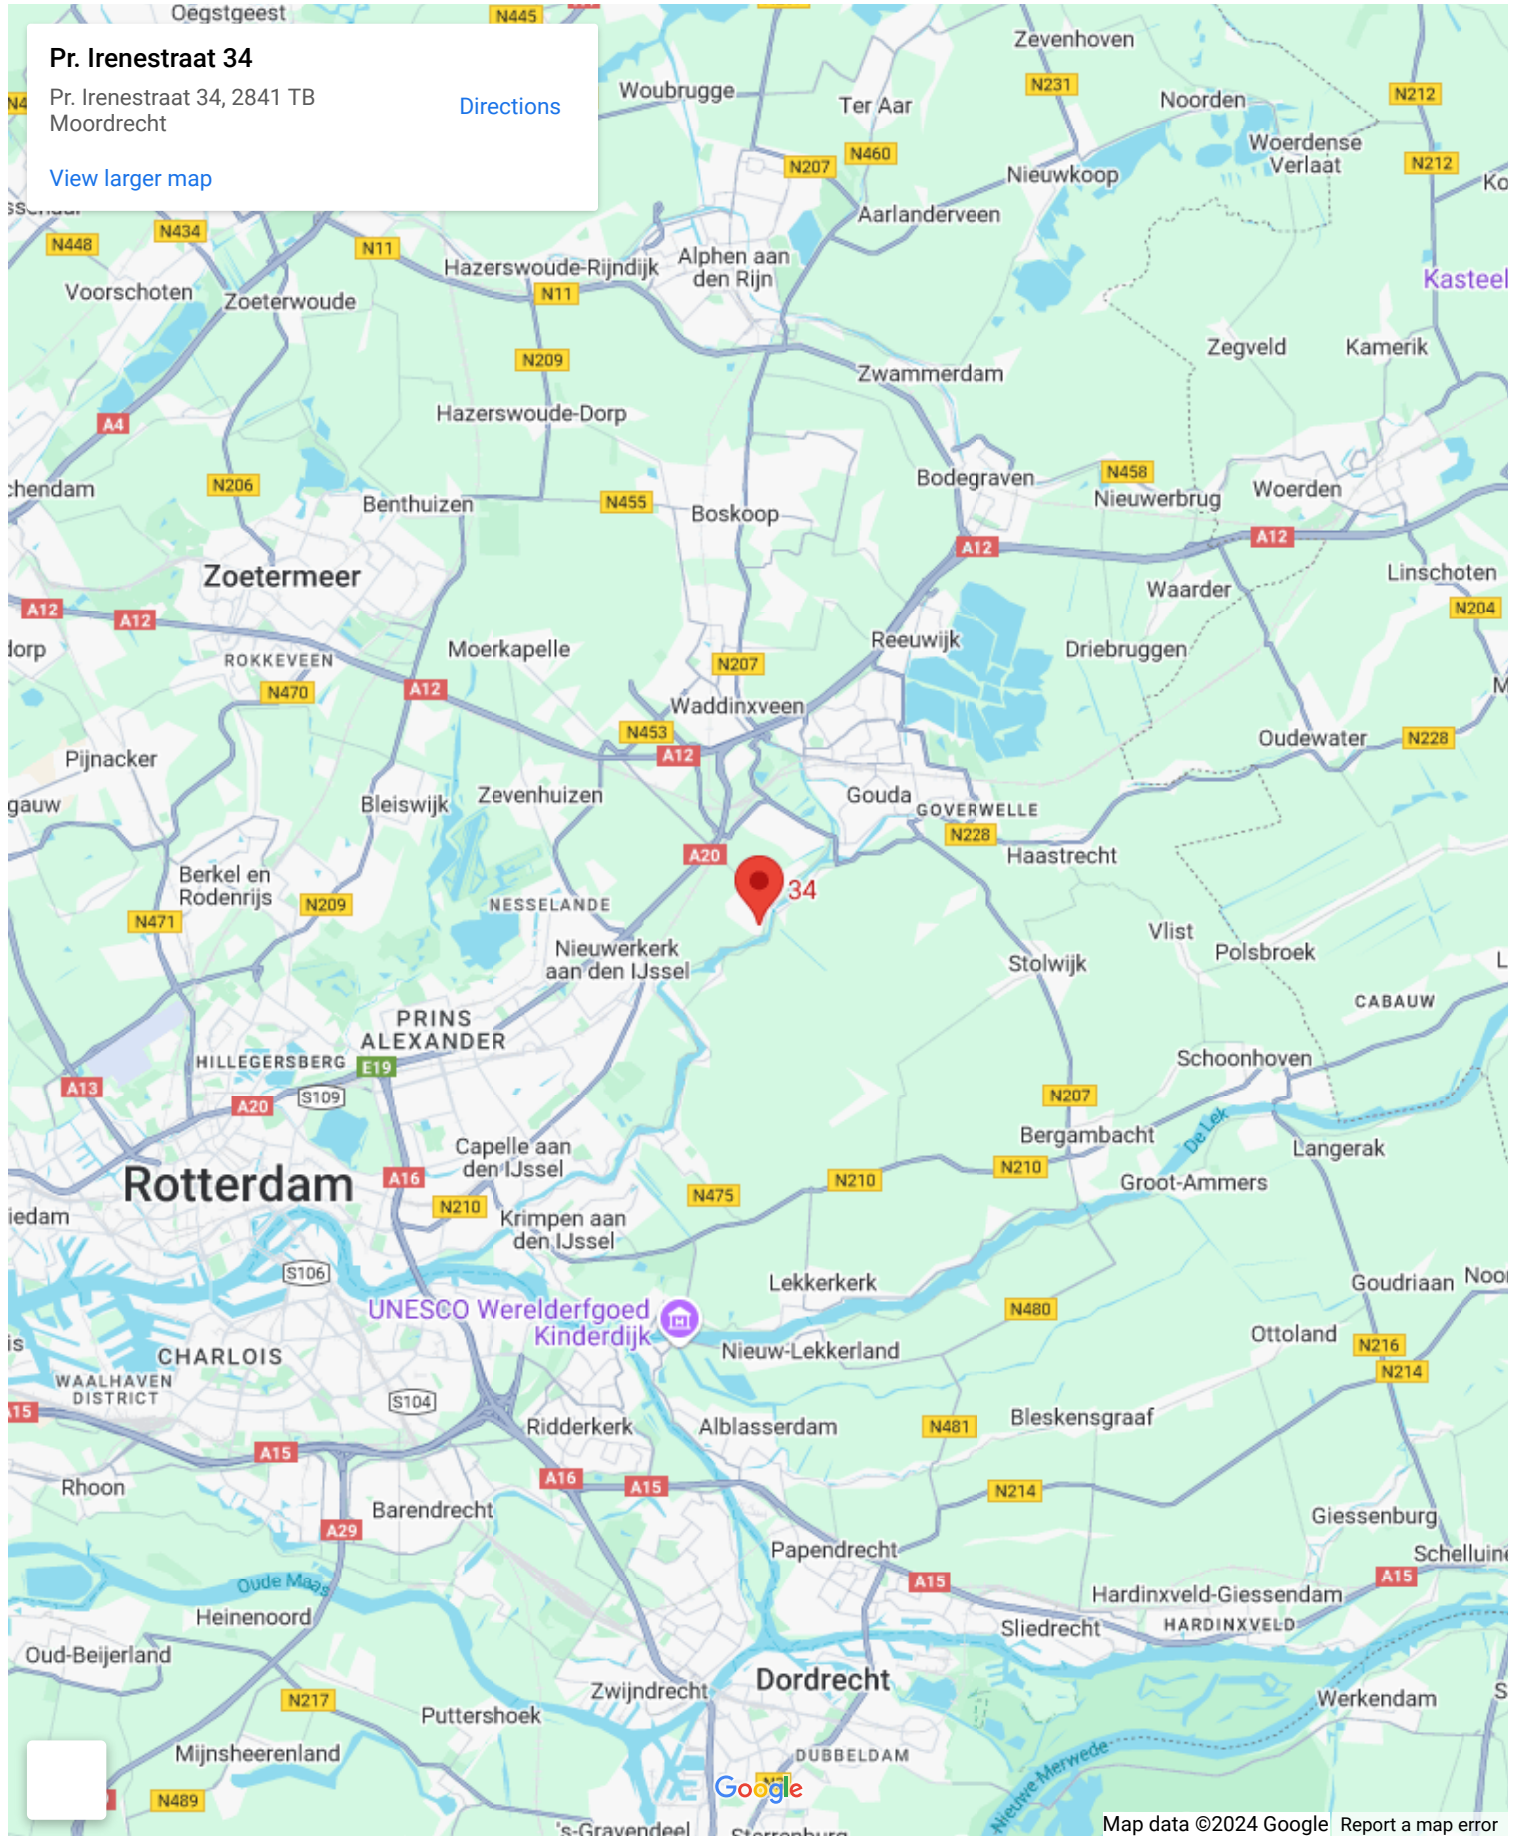 Oegstgeest
N445
Pr. Irenestraat 34
Pr. Irenestraat 34, 2841 TB
Moordrecht
Directions
View larger map
Zevenhoven
Woubrugge
Ter Aar
N231
Noorden
N212
Woerdense
Verlaat
N460
N207
N212
Nieuwkoop
Aarlanderveen
N434
N448
N11
Hazerswoude-Rijndijk
Alphen aan
den Rijn
Kasteel
Voorschoten
Zoeterwoude
N11
Zegveld
Kamerik
N209
Zwammerdam
A4
Hazerswoude-Dorp
N206
Benthuizen
N455
Boskoop
Bodegraven
N458
Nieuwerbrug
Woerden
A12
A12
Zoetermeer
Linschoten
Waarder
N204
A12
A12
ROKKEVEEN
Moerkapelle
Reeuwijk
Driebruggen
N470
A12
N207
Waddinxveen
N453
A12
Oudewater
N228
Pijnacker
Bleiswijk
Zevenhuizen
Gouda
GOVERWELLE
N228
Haastrecht
A20
Berkel en
Rodenrijs
N209
34
N471
NESSELANDE
Nieuwerkerk
aan den IJssel
Vlist
Polsbroek
Stolwijk
CABAUW
PRINS
ALEXANDER
HILLEGERSBERG
E19
Schoonhoven
A13
S109
A20
N207
Bergambacht
De Lek
Langerak
Capelle aan
den IJssel
Rotterdam
A16
N210
N210
Groot-Ammers
N475
N210
Krimpen aan
den IJssel
S106
Lekkerkerk
Goudriaan
UNESCO Werelderfgoed
Kinderdijk
N480
Ottoland
N216
CHARLOIS
Nieuw-Lekkerland
N214
WAALHAVEN
DISTRICT
S104
A15
Ridderkerk
Alblasserdam
N481
Bleskensgraaf
A15
A16
A15
N214
Rhoon
Barendrecht
A29
Giessenburg
Papendrecht
A15
A15
Oude Maas
Heinenoord
Hardinxveld-Giessendam
HARDINXVELD
Sliedrecht
Oud-Beijerland
Zwijndrecht
Dordrecht
N217
Puttershoek
Werkendam
Mijnsheerenland
DUBBELDAM
Nieuwe Merwede
N489
Google
's-Gravendeel
Map data ©2024 Google
Report a map error